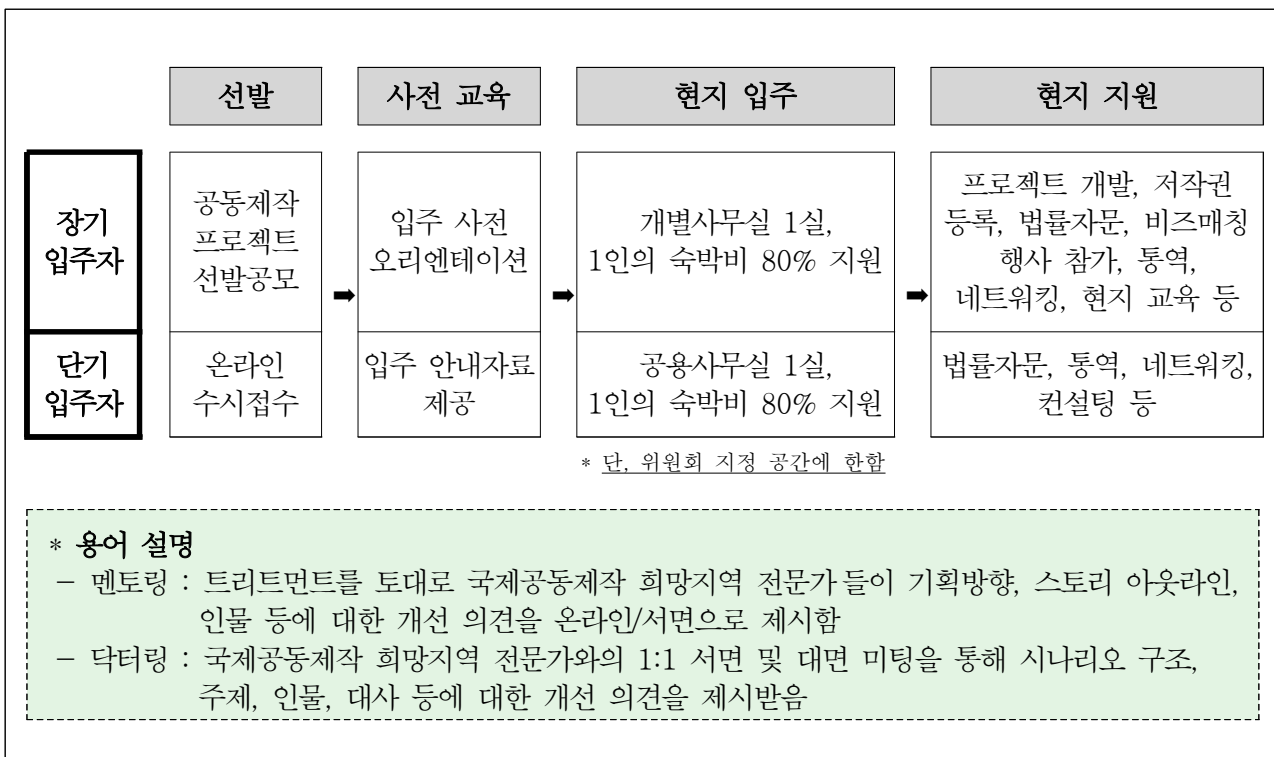 선발
사전 교육
현지 입주
현지 지원
장기
입주자
공동제작
프로젝트
선발공모
➡
입주 사전
오리엔테이션
➡
개별사무실 1실,
1인의 숙박비 80% 지원
➡
프로젝트 개발, 저작권
등록, 법률자문, 비즈매칭
행사 참가, 통역,
네트워킹, 현지 교육 등
단기
입주자
온라인
수시접수
입주 안내자료
제공
공용사무실 1실,
1인의 숙박비 80% 지원
법률자문, 통역, 네트워킹,
컨설팅 등
* 단, 위원회 지정 공간에 한함
* 용어 설명
- 멘토링 : 트리트먼트를 토대로 국제공동제작 희망지역 전문가들이 기획방향, 스토리 아웃라인,
인물 등에 대한 개선 의견을 온라인/서면으로 제시함
- 닥터링 : 국제공동제작 희망지역 전문가와의 1:1 서면 및 대면 미팅을 통해 시나리오 구조,
주제, 인물, 대사 등에 대한 개선 의견을 제시받음